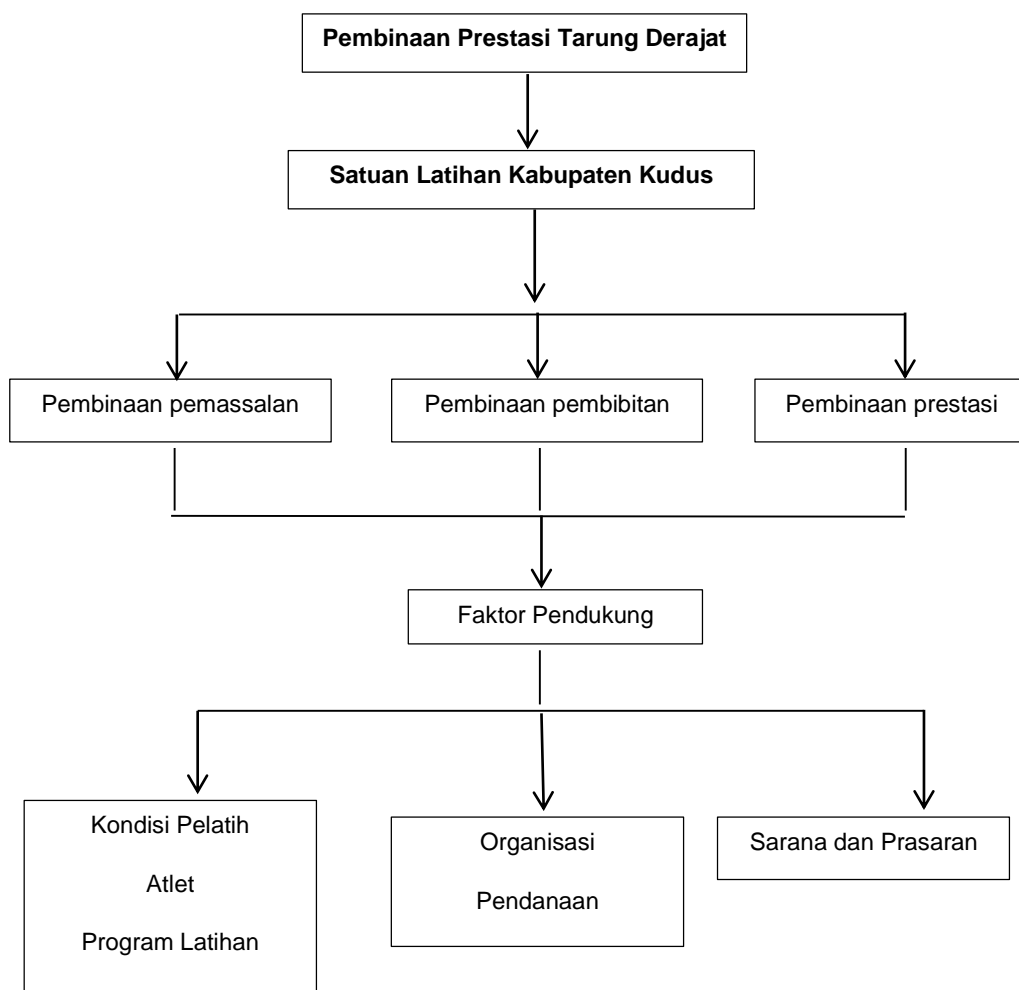 Pembinaan Prestasi Tarung Derajat
Satuan Latihan Kabupaten Kudus
Pembinaan pemassalan
Pembinaan pembibitan
Pembinaan prestasi
Faktor Pendukung
Kondisi Pelatih
Atlet
Program Latihan
Organisasi
Pendanaan
Sarana dan Prasaran